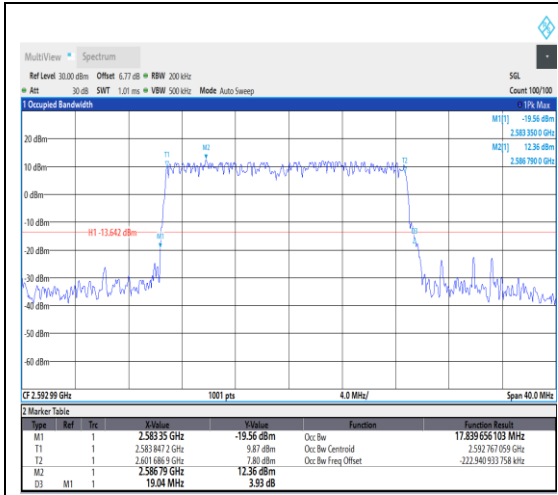 MultiView Spectrum
Ref Level 30.00 dBm Offset 6.77 dB RBW 200 kHz SGL
Att 30 dB SWT 1.01 ms VBW 500 kHz Mode Auto Sweep Count 100/100
1 Occupied Bandwidth 1Pk Max
M1[1] -19.56 dBm
2.583 350 0 GHz
M2[1] 12.36 dBm
2.586 790 0 GHz
20 dBm
T1 M2 T2
10 dBm
0 dBm
-10 dBm
H1 -13.642 dBm
M1 D3
-20 dBm
-30 dBm
-40 dBm
-50 dBm
-60 dBm
CF 2.592 99 GHz 1001 pts 4.0 MHz/ Span 40.0 MHz
2 Marker Table
Type Ref Trc X-Value Y-Value Function Function Result
M1 1 2.583 35 GHz -19.56 dBm Occ Bw 17.839 656 103 MHz
T1 1 2.583 847 2 GHz 9.87 dBm Occ Bw Centroid 2.592 767 059 GHz
T2 1 2.601 686 9 GHz 7.80 dBm Occ Bw Freq Offset -222.940 933 758 kHz
M2 1 2.586 79 GHz 12.36 dBm
D3 M1 1 19.04 MHz 3.93 dB